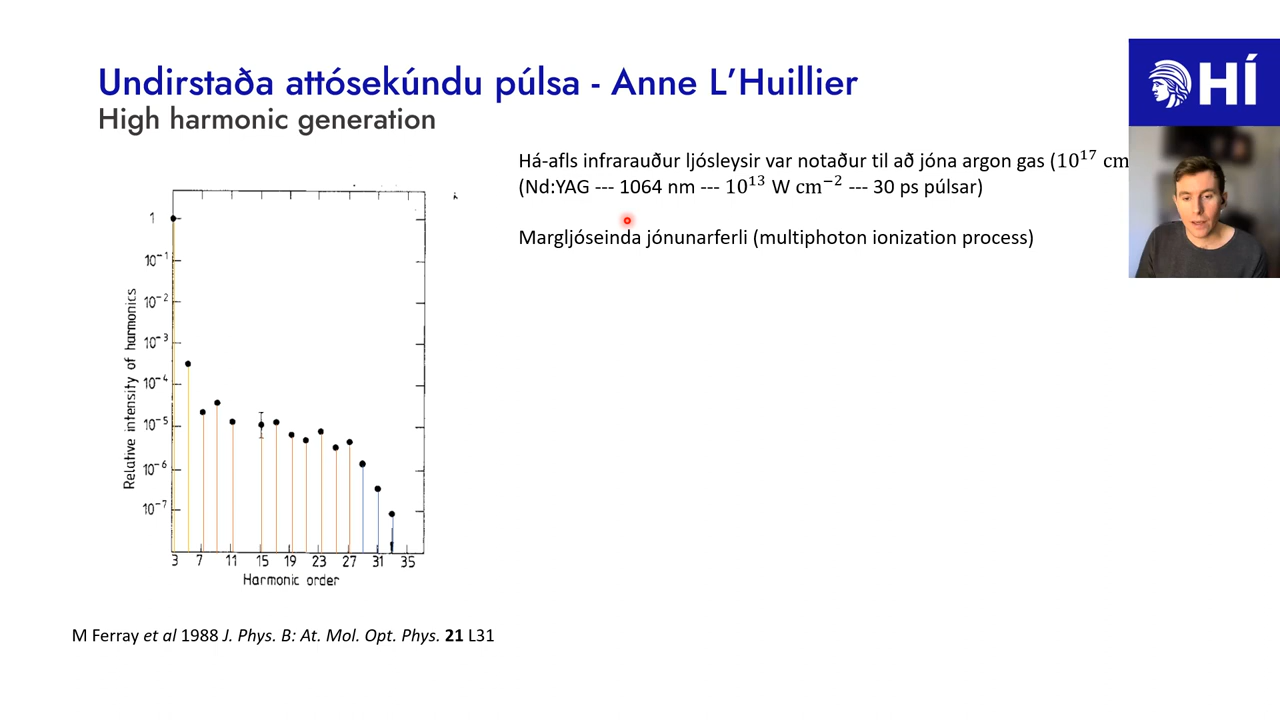 Undirstaða attósekúndu púlsa - Anne L’Huillier
High harmonic generation
HÍ
Há-afls infrarauður ljósleysir var notaður til að jóna argon gas (10¹⁷ cm
(Nd:YAG --- 1064 nm --- 10¹³ W cm⁻² --- 30 ps púlsar)
Margljóseinda jónunarferli (multiphoton ionization process)
Relative intensity of harmonics
1
10⁻¹
10⁻²
10⁻³
10⁻⁴
10⁻⁵
10⁻⁶
10⁻⁷
3 7 11 15 19 23 27 31 35
Harmonic order
M Ferray et al 1988 J. Phys. B: At. Mol. Opt. Phys. 21 L31